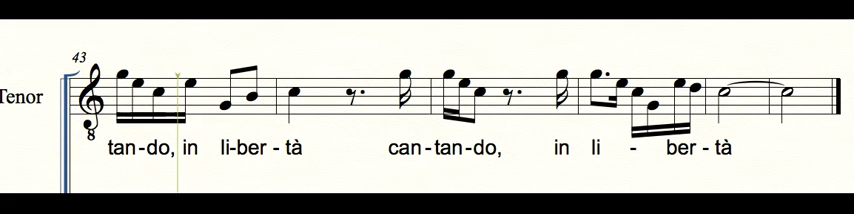 43
Tenor
8
tan-do, in li-ber - tà can-tan-do, in li - ber - tà